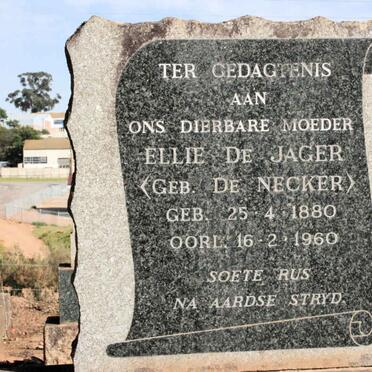 TER GEDAGTENIS
AAN
ONS DIERBARE MOEDER
ELLIE DE JAGER
<GEB. DE NECKER>
GEB. 25-4-1880
OORL. 16-2-1960
SOETE RUS
NA AARDSE STRYD.